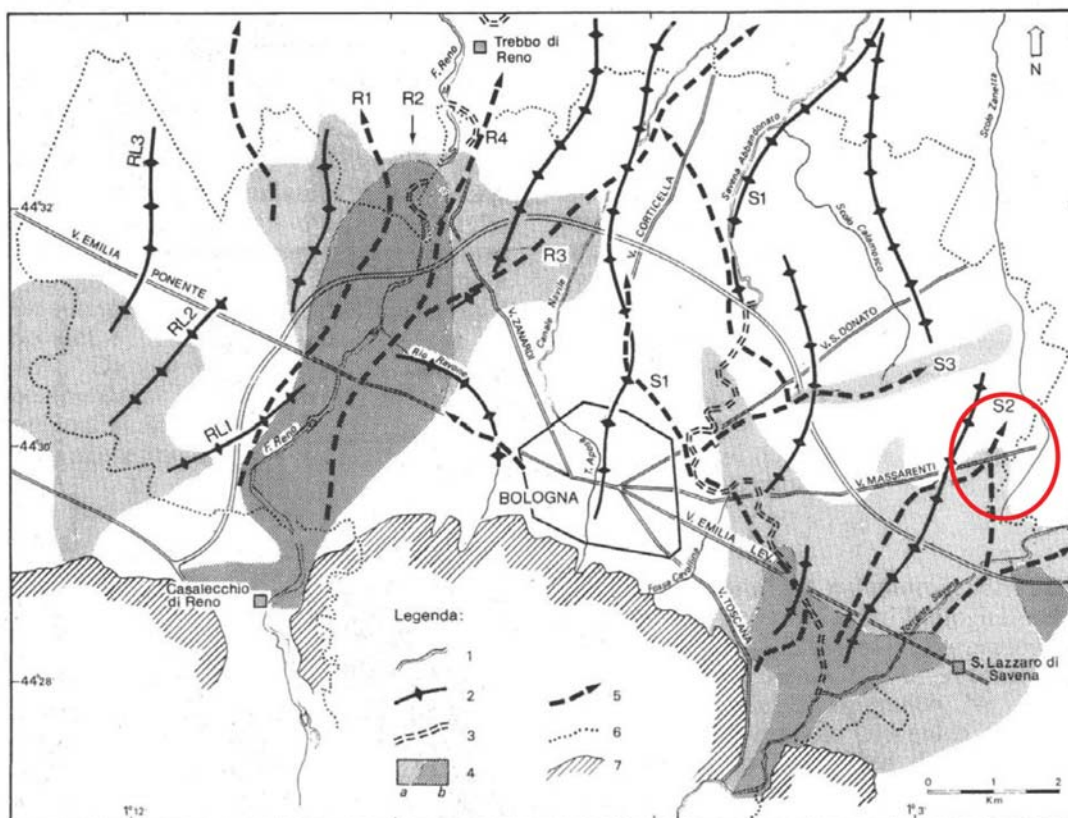 F. Reno
Trebbo di
Reno
N
R1
R2
R4
RL3
Savena Abbandonato
Scolo Zenetta
S1
V. CORTICELLA
Scolo Calamosco
44°32'
V. EMILIA
PONENTE
R3
Canale Navile
V. ZANARDI
V. S. DONATO
RL2
Rio Ravone
S3
S1
S2
RL1
F. Reno
44°30'
T. Aposa
V. MASSARENTI
BOLOGNA
V. EMILIA LEV.
Fossa Cavallina
V. TOSCANA
Torrente Savena
Casalecchio
di Reno
Legenda:
1
2
5
3
6
4
7
a b
44°28'
S. Lazzaro di
Savena
0 1 2
Km
1°12'
1°3'